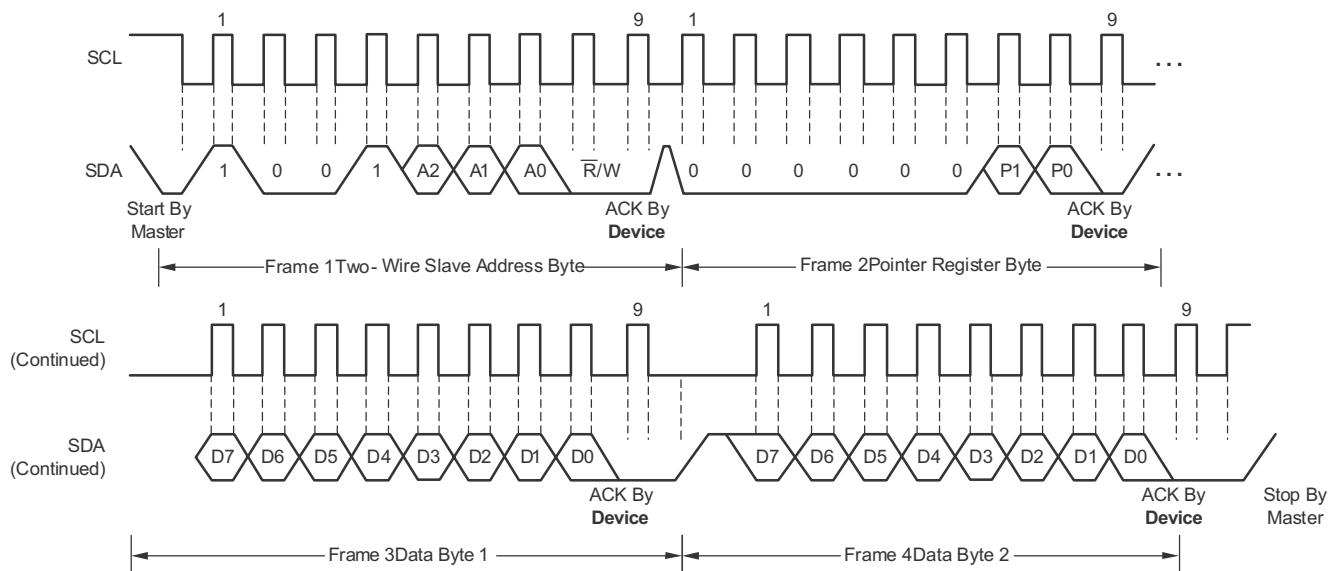 1 9 1 9
SCL ...
SDA 1 0 0 1 A2 A1 A0 R̅/W 0 0 0 0 0 0 P1 P0 ...
Start By ACK By ACK By
Master Device Device
Frame 1Two- Wire Slave Address Byte Frame 2Pointer Register Byte
1 9 1 9
SCL
(Continued)
SDA
(Continued)
D7 D6 D5 D4 D3 D2 D1 D0 D7 D6 D5 D4 D3 D2 D1 D0
ACK By ACK By Stop By
Device Device Master
Frame 3Data Byte 1 Frame 4Data Byte 2